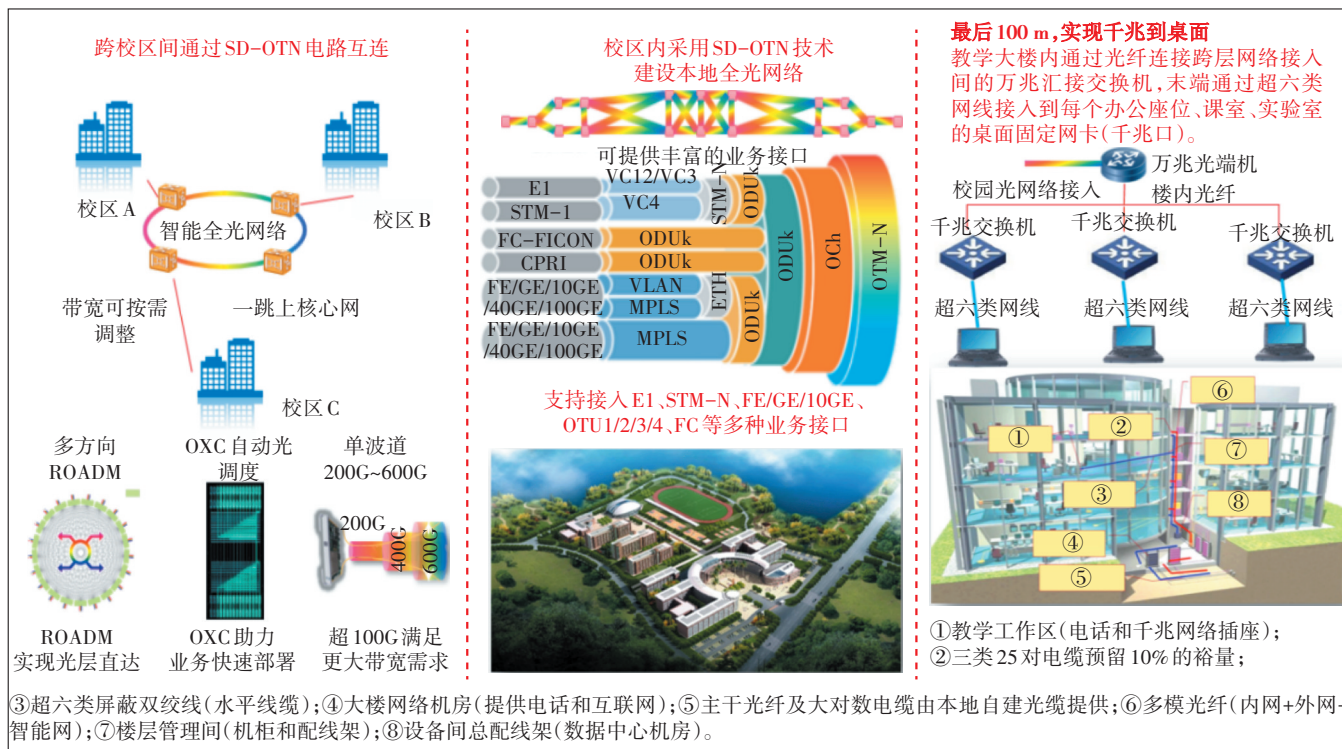 跨校区间通过SD-OTN电路互连
校区A
校区B
智能全光网络
带宽可按需
调整
一跳上核心网
校区C
多方向
ROADM
OXC自动光
调度
单波道
200G~600G
200G
400G
600G
ROADM
实现光层直达
OXC助力
业务快速部署
超100G满足
更大带宽需求
校区内采用SD-OTN技术
建设本地全光网络
可提供丰富的业务接口
E1
VC12/VC3
STM-1
VC4
STM-N
ODUk
FC-FICON
ODUk
CPRI
ODUk
FE/GE/10GE
/40GE/100GE
VLAN
MPLS
ETH
FE/GE/10GE
/40GE/100GE
MPLS
ODUk
ODUk
OCh
OTM-N
支持接入E1、STM-N、FE/GE/10GE、
OTU1/2/3/4、FC等多种业务接口
最后100 m,实现千兆到桌面
教学大楼内通过光纤连接跨层网络接入
间的万兆汇接交换机,末端通过超六类
网线接入到每个办公座位、课室、实验室
的桌面固定网卡(千兆口)。
万兆光端机
校园光网络接入
楼内光纤
千兆交换机
千兆交换机
千兆交换机
超六类网线
超六类网线
超六类网线
①
②
③
④
⑤
⑥
⑦
⑧
①教学工作区(电话和千兆网络插座);
②三类25对电缆预留10%的裕量;
③超六类屏蔽双绞线(水平线缆);④大楼网络机房(提供电话和互联网);⑤主干光纤及大对数电缆由本地自建光缆提供;⑥多模光纤(内网+外网+
智能网);⑦楼层管理间(机柜和配线架);⑧设备间总配线架(数据中心机房)。